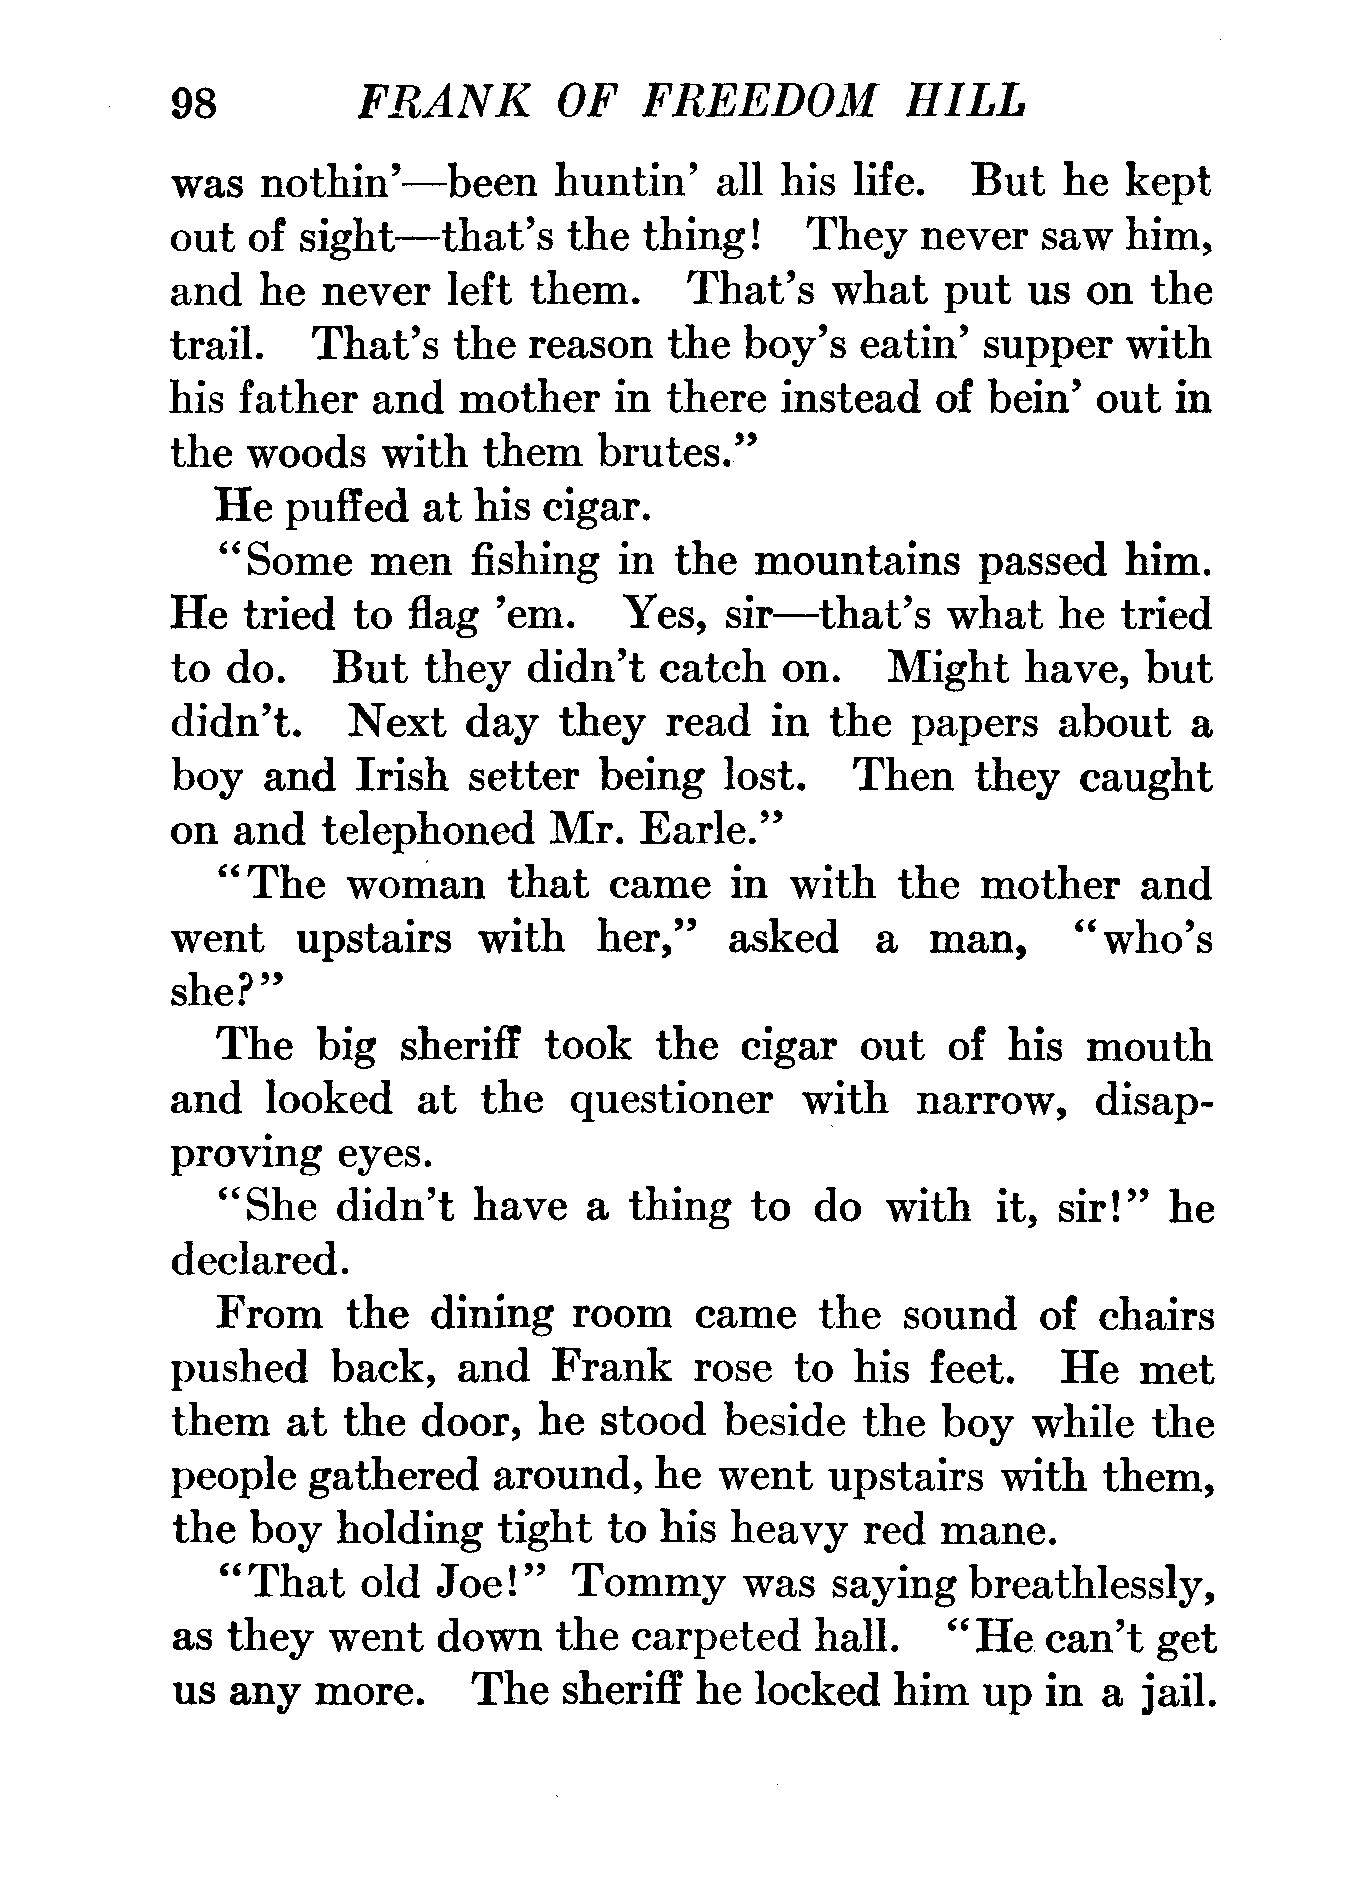 98 FRANK OF FREEDOM HILL
was nothin’—been huntin’ all his life. But he kept
out of sight—that’s the thing! They never saw him,
and he never left them. That’s what put us on the
trail. That’s the reason the boy’s eatin’ supper with
his father and mother in there instead of bein’ out in
the woods with them brutes.”
He puffed at his cigar.
“Some men fishing in the mountains passed him.
He tried to flag ’em. Yes, sir—that’s what he tried
to do. But they didn’t catch on. Might have, but
didn’t. Next day they read in the papers about a
boy and Irish setter being lost. Then they caught
on and telephoned Mr. Earle.”
“The woman that came in with the mother and
went upstairs with her,” asked a man, “who’s
she?”
The big sheriff took the cigar out of his mouth
and looked at the questioner with narrow, disap-
proving eyes.
“She didn’t have a thing to do with it, sir!” he
declared.
From the dining room came the sound of chairs
pushed back, and Frank rose to his feet. He met
them at the door, he stood beside the boy while the
people gathered around, he went upstairs with them,
the boy holding tight to his heavy red mane.
“That old Joe!” Tommy was saying breathlessly,
as they went down the carpeted hall. “He can’t get
us any more. The sheriff he locked him up in a jail.